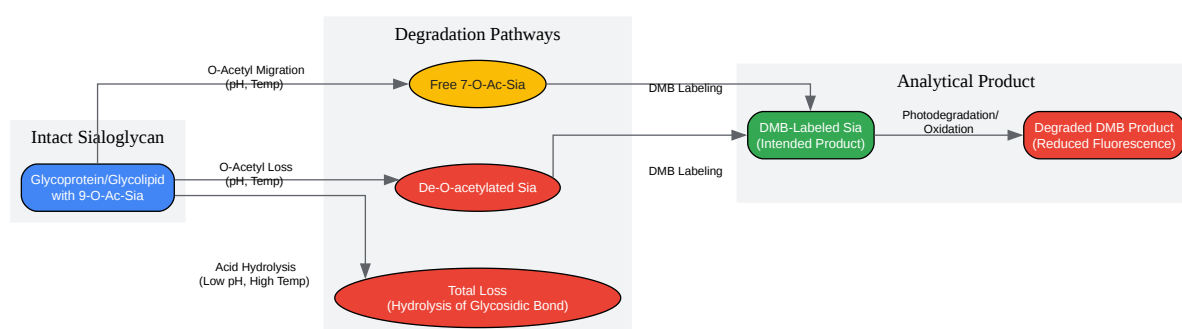 Degradation Pathways
O-Acetyl Migration
(pH, Temp)
Free 7-O-Ac-Sia
DMB Labeling
Analytical Product
Intact Sialoglycan
Glycoprotein/Glycolipid
with 9-O-Ac-Sia
O-Acetyl Loss
(pH, Temp)
De-O-acetylated Sia
DMB Labeling
DMB-Labeled Sia
(Intended Product)
Photodegradation/
Oxidation
Degraded DMB Product
(Reduced Fluorescence)
Acid Hydrolysis
(Low pH, High Temp)
Total Loss
(Hydrolysis of Glycosidic Bond)